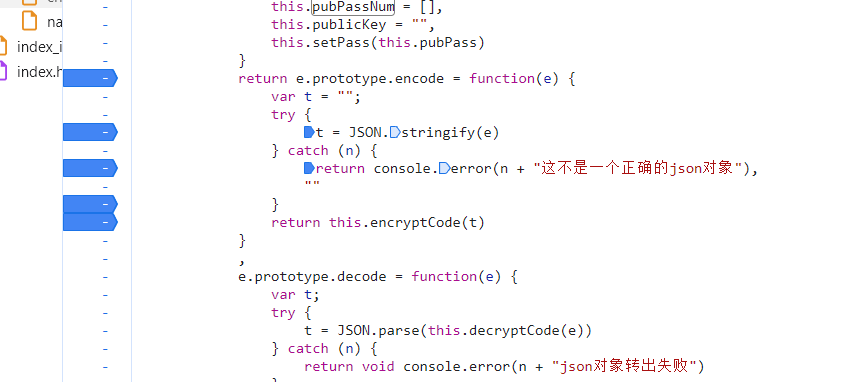 na
index_i
index.h
this.pubPassNum = [],
this.publicKey = "",
this.setPass(this.pubPass)
}
return e.prototype.encode = function(e) {
var t = "";
try {
t = JSON.stringify(e)
} catch (n) {
return console.error(n + "这不是一个正确的json对象"),
""
}
return this.encryptCode(t)
}
,
e.prototype.decode = function(e) {
var t;
try {
t = JSON.parse(this.decryptCode(e))
} catch (n) {
return void console.error(n + "json对象转出失败")